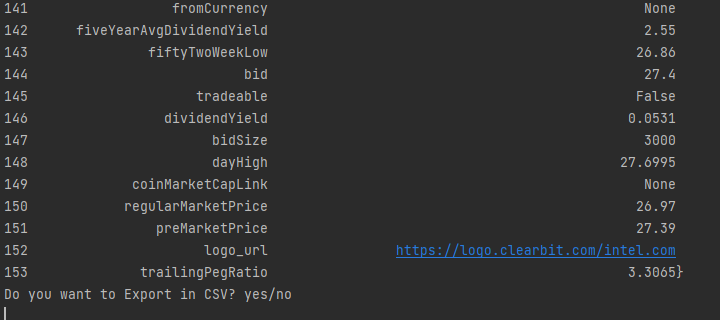 141 fromCurrency None
142 fiveYearAvgDividendYield 2.55
143 fiftyTwoWeekLow 26.86
144 bid 27.4
145 tradeable False
146 dividendYield 0.0531
147 bidSize 3000
148 dayHigh 27.6995
149 coinMarketCapLink None
150 regularMarketPrice 26.97
151 preMarketPrice 27.39
152 logo_url https://logo.clearbit.com/intel.com
153 trailingPegRatio 3.3065}
Do you want to Export in CSV? yes/no